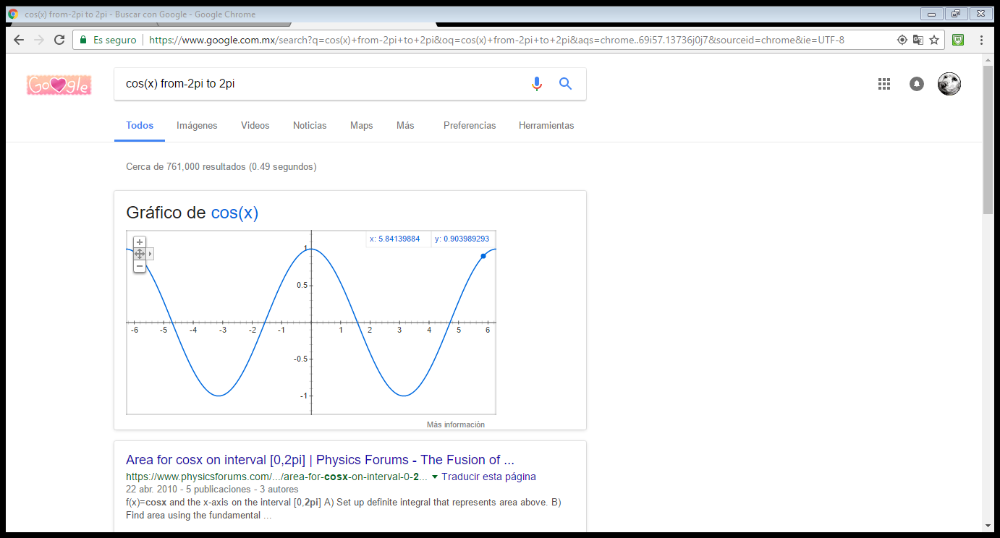 cos(x) from-2pi to 2pi - Buscar con Google - Google Chrome
Es seguro https://www.google.com.mx/search?q=cos(x)+from-2pi+to+2pi&oq=cos(x)+from-2pi+to+2pi&aqs=chrome..69i57.13736j0j7&sourceid=chrome&ie=UTF-8
Google cos(x) from-2pi to 2pi
Todos Imágenes Videos Noticias Maps Más Preferencias Herramientas
Cerca de 761,000 resultados (0.49 segundos)
Gráfico de cos(x)
x: 5.84139884 y: 0.903989293
1
0.5
-6 -5 -4 -3 -2 -1 1 2 3 4 5 6
-0.5
-1
Más información
Area for cosx on interval [0,2pi] | Physics Forums - The Fusion of ...
https://www.physicsforums.com/.../area-for-cosx-on-interval-0-2... Traducir esta página
22 abr. 2010 - 5 publicaciones - 3 autores
f(x)=cosx and the x-axis on the interval [0,2pi] A) Set up definite integral that represents area above. B)
Find area using the fundamental ...